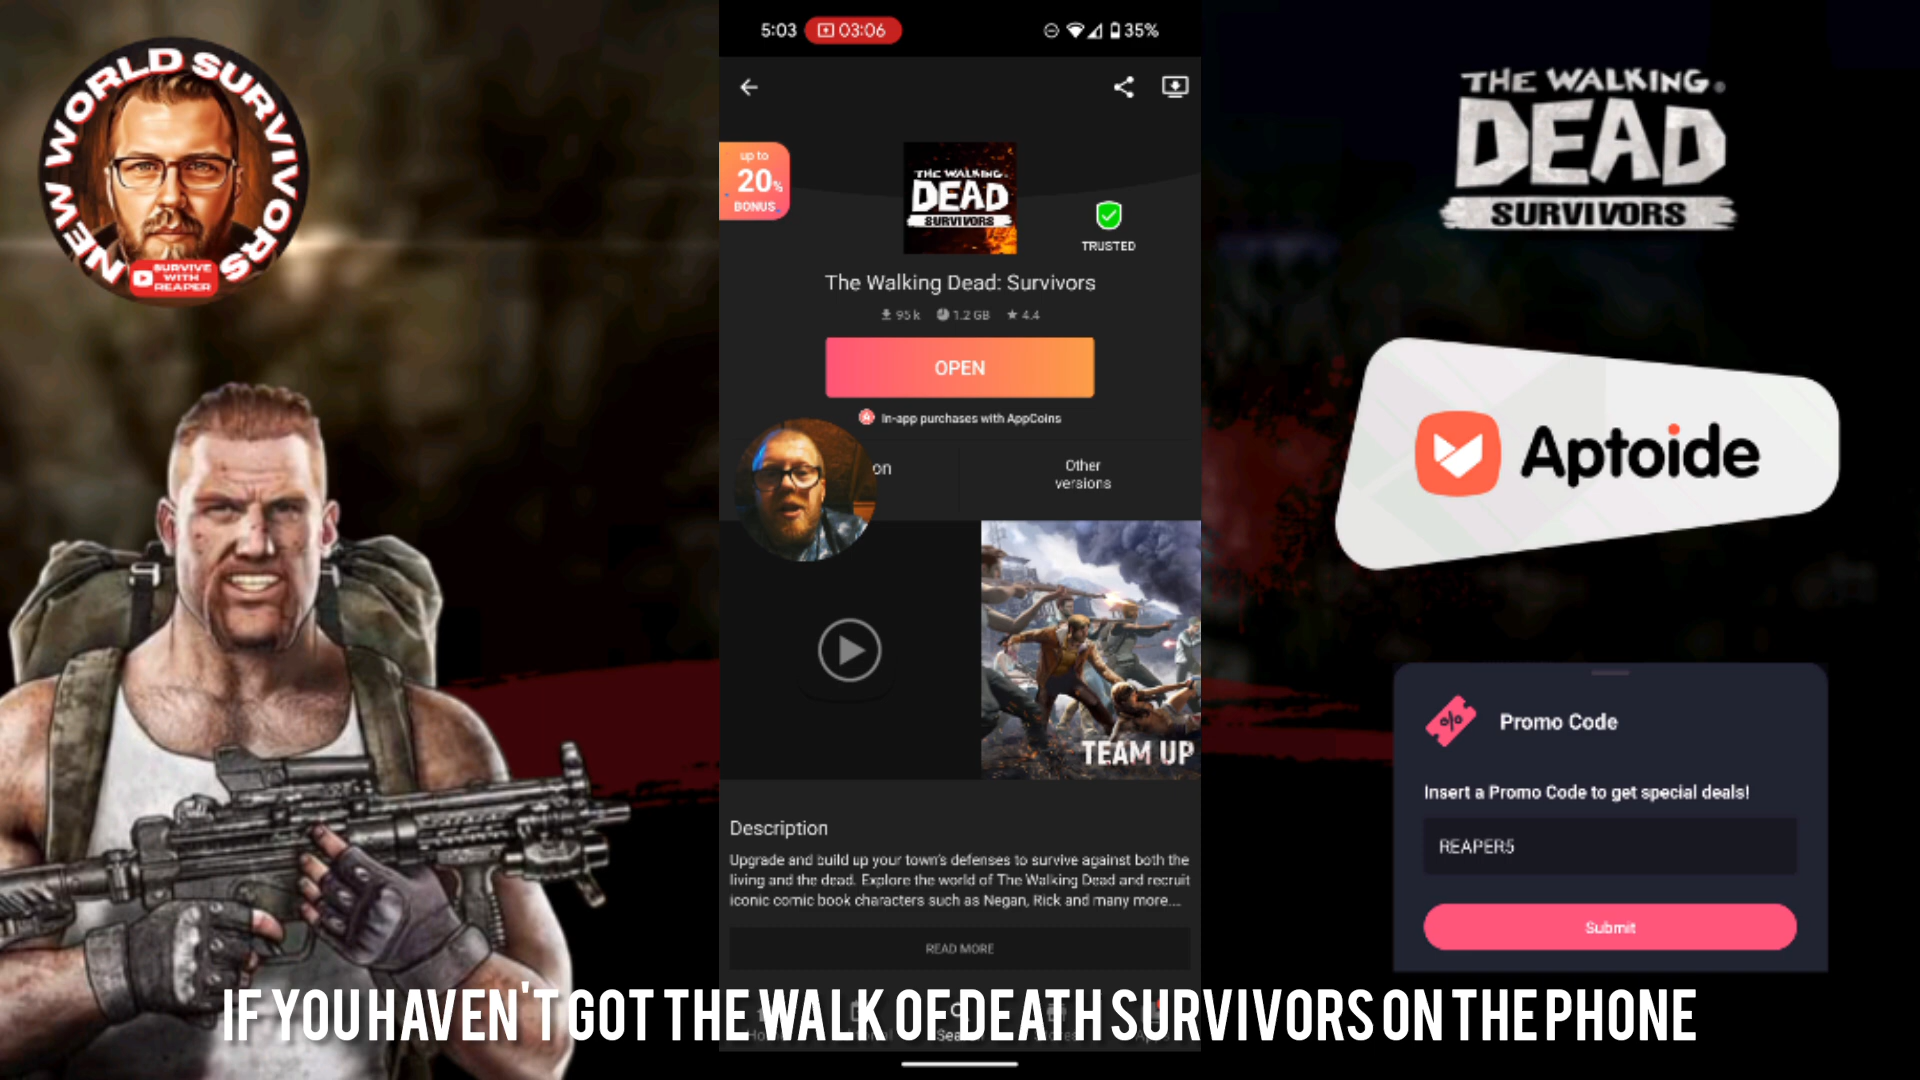 NEW WORLD SURVIVORS
SURVIVE
WITH
REAPER
5:03
03:06
35%
up to
20%
BONUS
THE WALKING
DEAD
SURVIVORS
TRUSTED
The Walking Dead: Survivors
95k
1.2 GB
4.4
OPEN
In-app purchases with AppCoins
on
Other
versions
TEAM UP
Description
Upgrade and build up your town's defenses to survive against both the
living and the dead. Explore the world of The Walking Dead and recruit
iconic comic book characters such as Negan, Rick and many more....
READ MORE
THE WALKING
DEAD
SURVIVORS
Aptoide
Promo Code
Insert a Promo Code to get special deals!
REAPER5
Submit
IF YOU HAVEN'T GOT THE WALK OF DEATH SURVIVORS ON THE PHONE